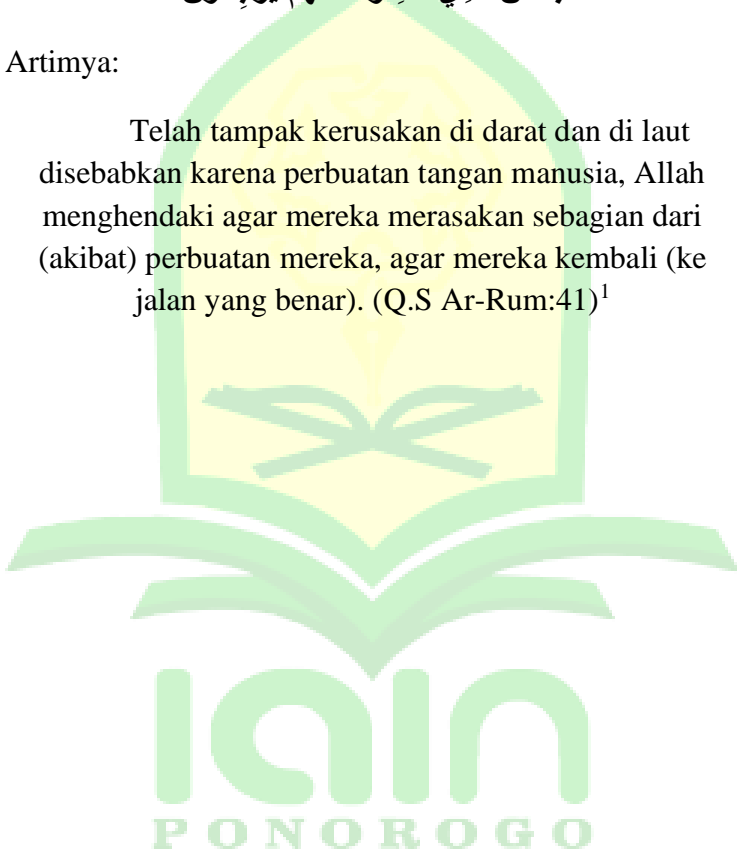 Artimya:
Telah tampak kerusakan di darat dan di laut
disebabkan karena perbuatan tangan manusia, Allah
menghendaki agar mereka merasakan sebagian dari
(akibat) perbuatan mereka, agar mereka kembali (ke
jalan yang benar). (Q.S Ar-Rum:41)¹
iain
PONOROGO